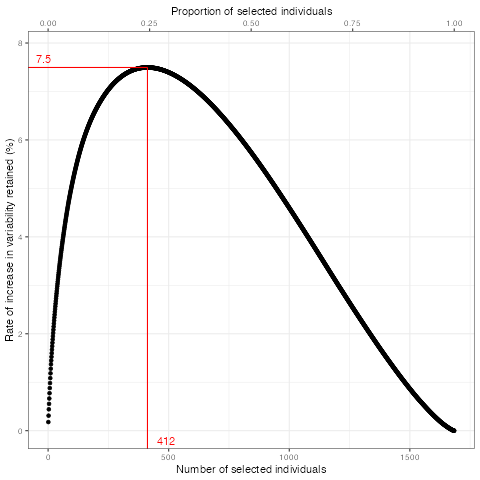 Proportion of selected individuals
0.00 0.25 0.50 0.75 1.00
8
7.5
6
4
2
0
Rate of increase in variability retained (%)
412
0 500 1000 1500
Number of selected individuals